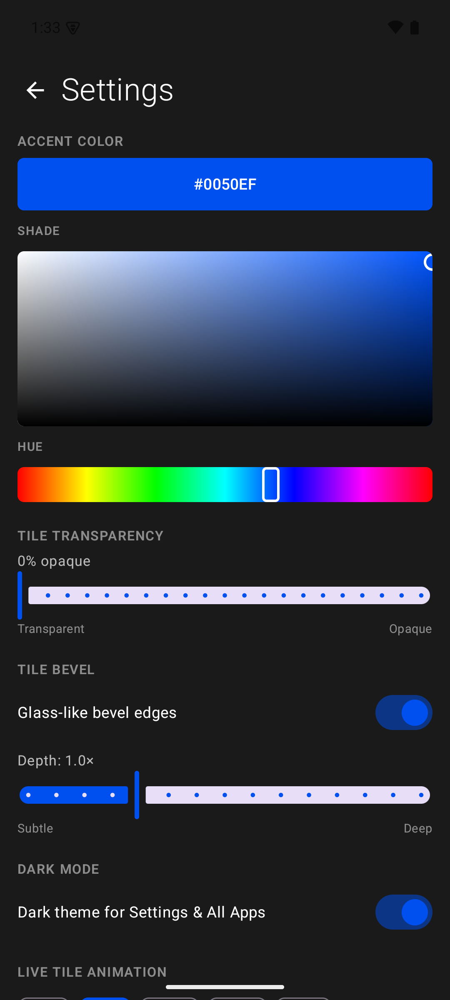 1:33
Settings
ACCENT COLOR
#0050EF
SHADE
HUE
TILE TRANSPARENCY
0% opaque
Transparent Opaque
TILE BEVEL
Glass-like bevel edges
Depth: 1.0×
Subtle Deep
DARK MODE
Dark theme for Settings & All Apps
LIVE TILE ANIMATION